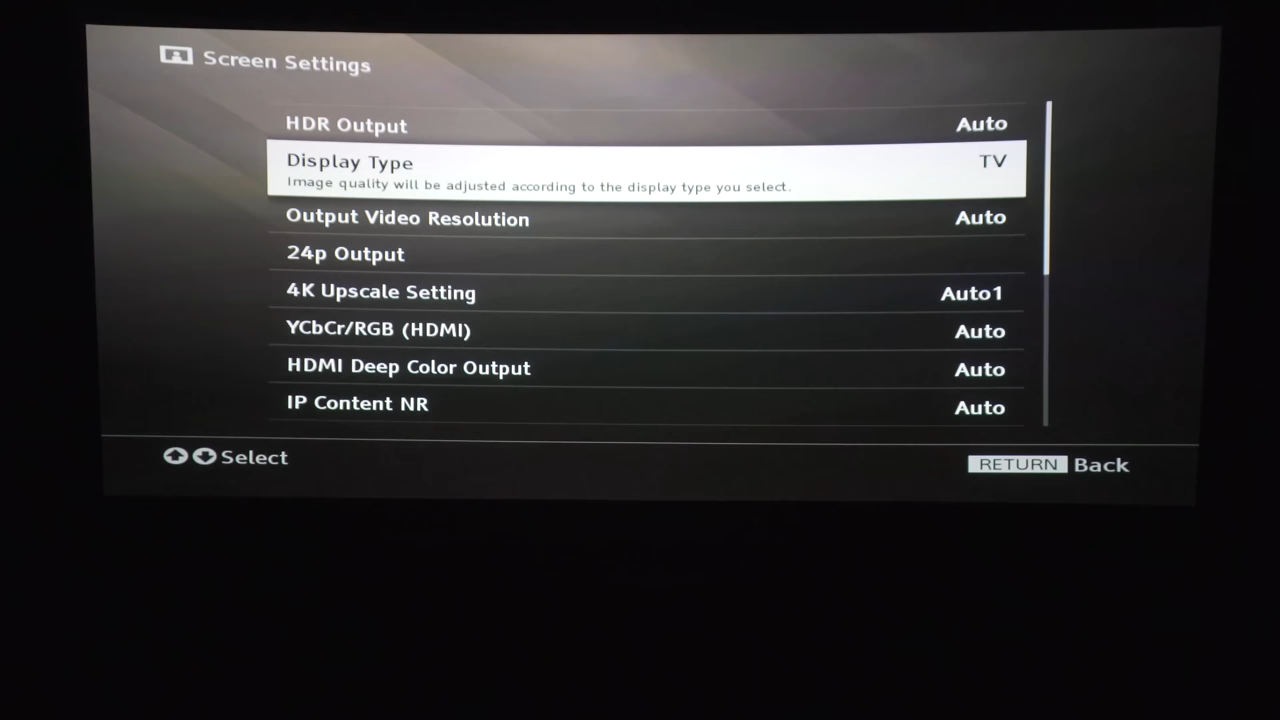 Screen Settings
HDR Output Auto
Display Type TV
Image quality will be adjusted according to the display type you select.
Output Video Resolution Auto
24p Output
4K Upscale Setting Auto1
YCbCr/RGB (HDMI) Auto
HDMI Deep Color Output Auto
IP Content NR Auto
Select RETURN Back